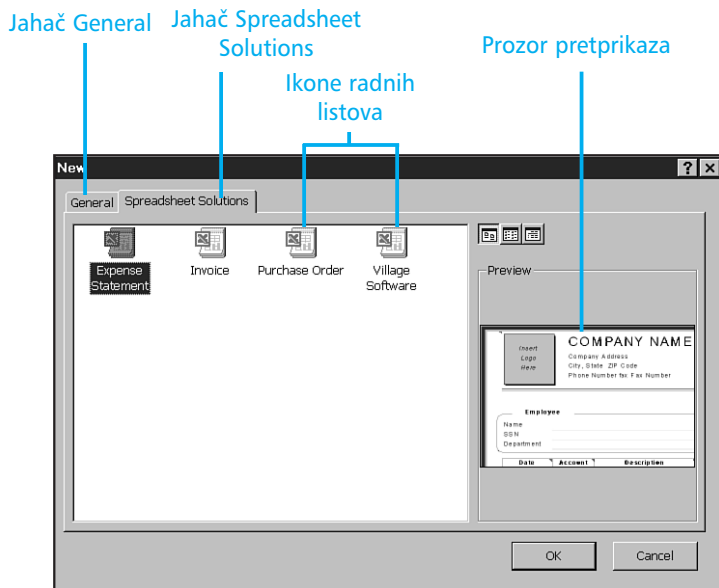 Jahač General
Jahač Spreadsheet
Solutions
Prozor pretprikaza
Ikone radnih
listova
New
General
Spreadsheet Solutions
Expense
Statement
Invoice
Purchase Order
Village
Software
Preview
Insert
Logo
Here
COMPANY NAME
Company Address
City, State ZIP Code
Phone Number fax Fax Number
Employee
Name
SSN
Department
Date Account Description
OK
Cancel